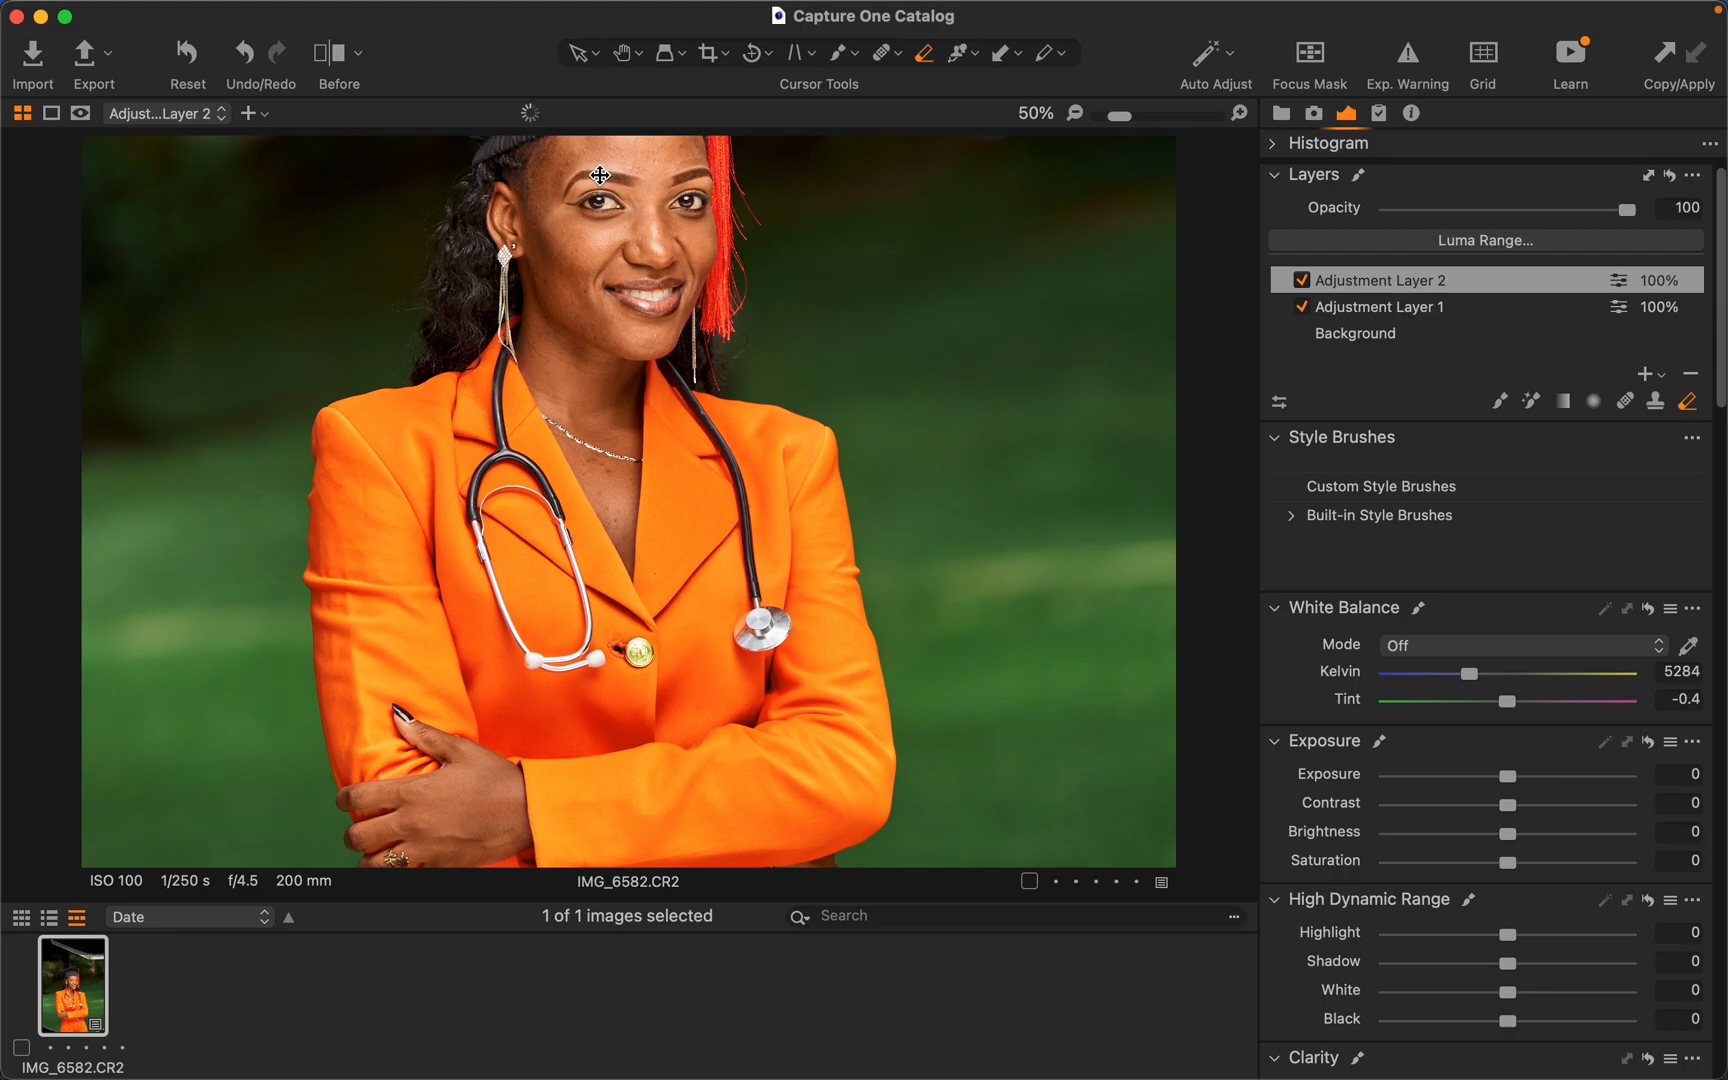 Capture One Catalog
Import
Export
Reset
Undo/Redo
Before
Cursor Tools
Auto Adjust
Focus Mask
Exp. Warning
Grid
Learn
Copy/Apply
Adjust...Layer 2
50%
Histogram
Layers
Opacity
100
Luma Range...
Adjustment Layer 2
100%
Adjustment Layer 1
100%
Background
Style Brushes
Custom Style Brushes
Built-in Style Brushes
White Balance
Mode
Off
Kelvin
5284
Tint
-0.4
Exposure
Exposure
0
Contrast
0
Brightness
0
Saturation
0
High Dynamic Range
Highlight
0
Shadow
0
White
0
Black
0
Clarity
ISO 100
1/250 s
f/4.5
200 mm
IMG_6582.CR2
Date
1 of 1 images selected
Search
IMG_6582.CR2